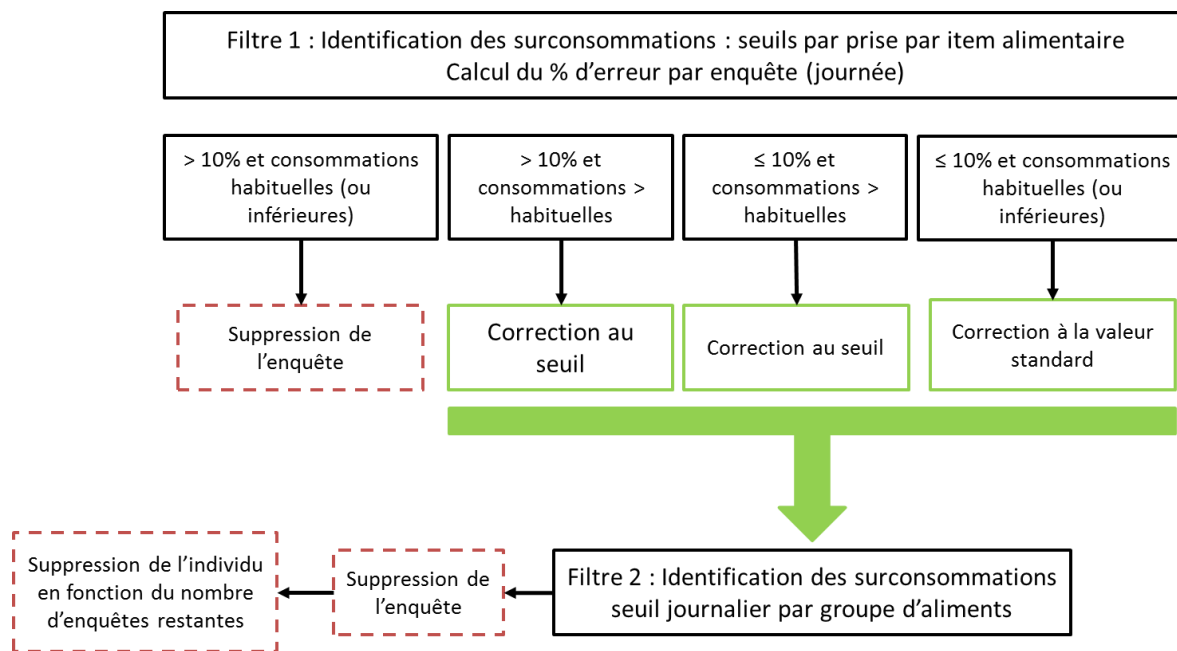 Filtre 1 : Identification des surconsommations : seuils par prise par item alimentaire
Calcul du % d’erreur par enquête (journée)
> 10% et consommations
habituelles (ou
inférieures)
> 10% et
consommations >
habituelles
≤ 10% et
consommations >
habituelles
≤ 10% et consommations
habituelles (ou
inférieures)
Suppression de
l’enquête
Correction au
seuil
Correction au seuil
Correction à la valeur
standard
Suppression de l’individu
en fonction du nombre
d’enquêtes restantes
Suppression de
l’enquête
Filtre 2 : Identification des surconsommations
seuil journalier par groupe d’aliments